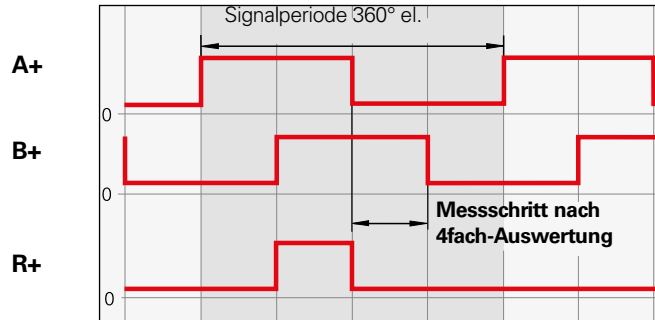 Signalperiode 360° el.
A+
0
B+
0
Messschritt nach
4fach-Auswertung
R+
0